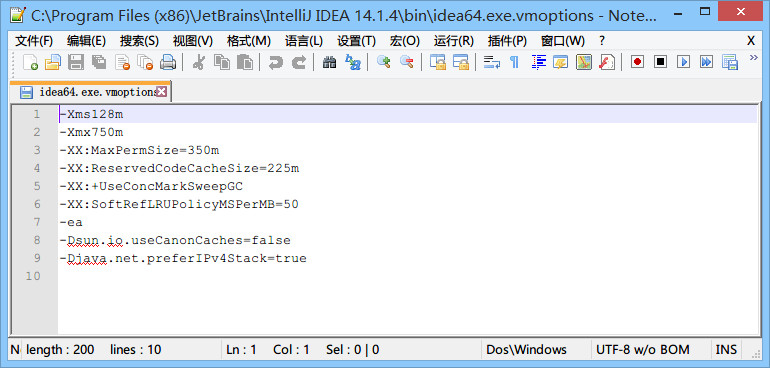 C:\Program Files (x86)\JetBrains\IntelliJ IDEA 14.1.4\bin\idea64.exe.vmoptions - Note...
文件(F) 编辑(E) 搜索(S) 视图(V) 格式(M) 语言(L) 设置(T) 宏(O) 运行(R) 插件(P) 窗口(W) ? X
idea64.exe.vmoptions
1 -Xms128m
2 -Xmx750m
3 -XX:MaxPermSize=350m
4 -XX:ReservedCodeCacheSize=225m
5 -XX:+UseConcMarkSweepGC
6 -XX:SoftRefLRUPolicyMSPerMB=50
7 -ea
8 -Dsun.io.useCanonCaches=false
9 -Djava.net.preferIPv4Stack=true
10
length : 200 lines : 10 Ln : 1 Col : 1 Sel : 0 | 0 Dos\Windows UTF-8 w/o BOM INS